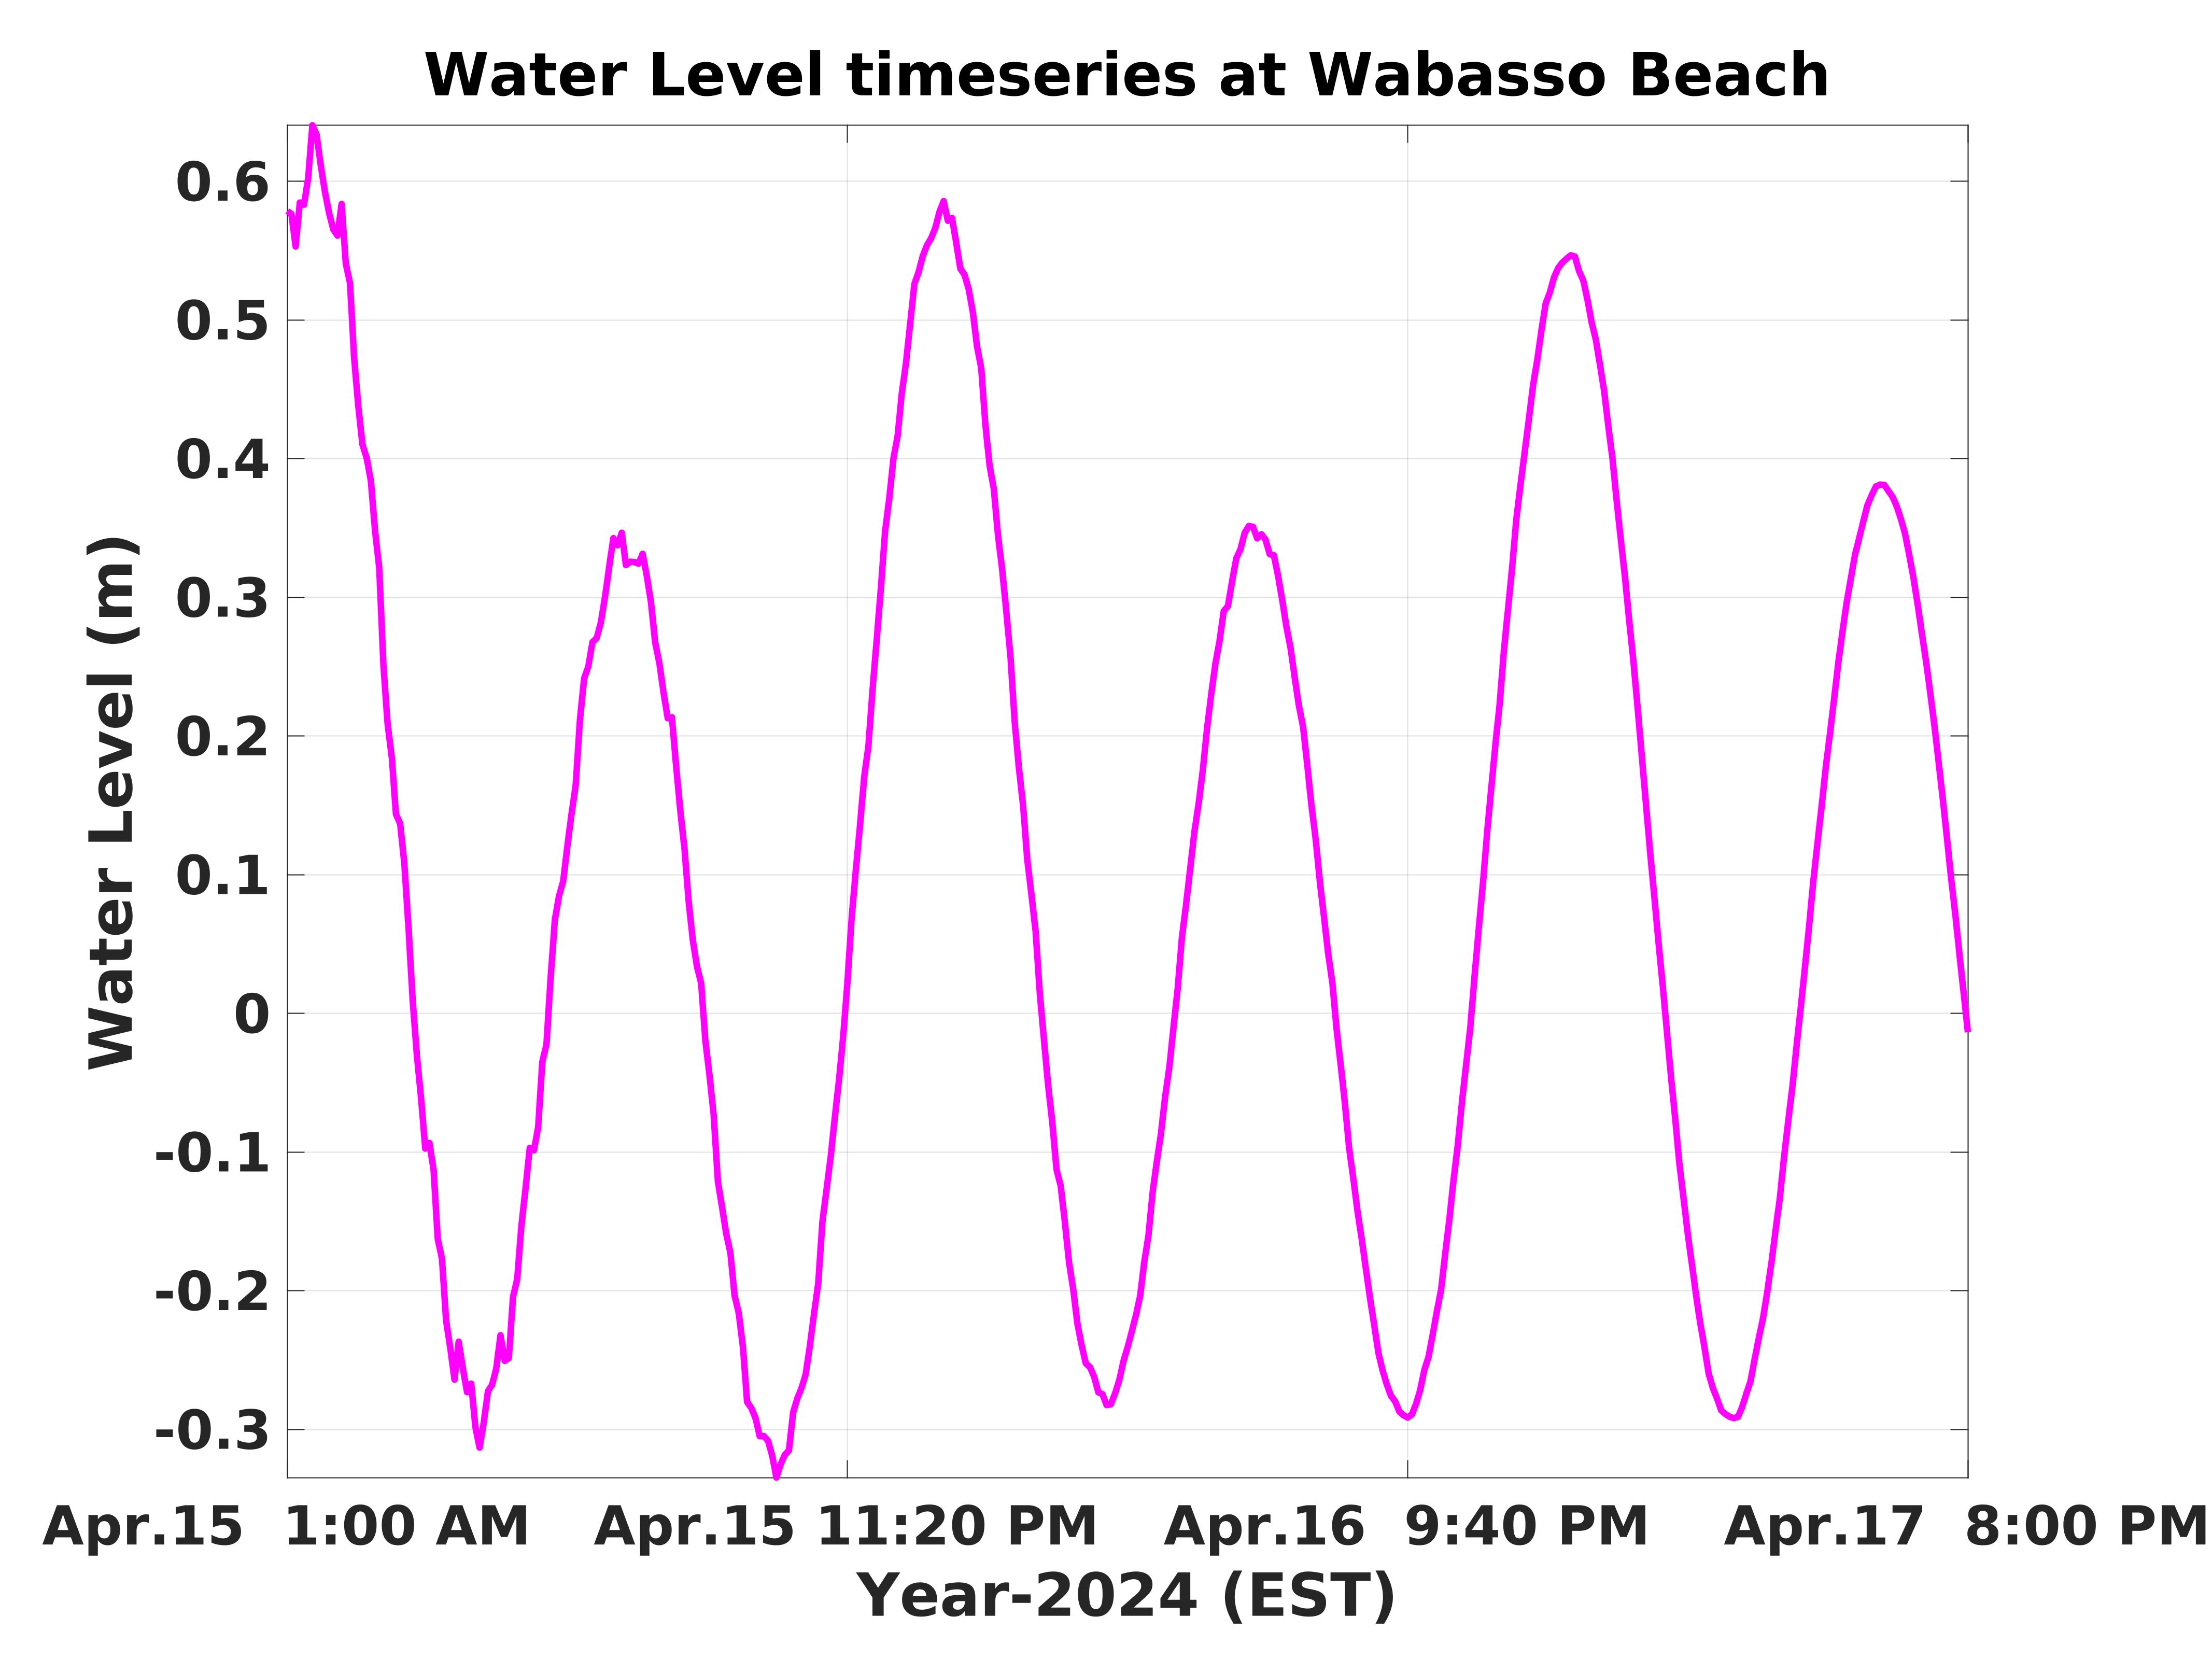 Water Level timeseries at Wabasso Beach
Water Level (m)
0.6
0.5
0.4
0.3
0.2
0.1
0
-0.1
-0.2
-0.3
Apr.15 1:00 AM Apr.15 11:20 PM Apr.16 9:40 PM Apr.17 8:00 PM
Year-2024 (EST)